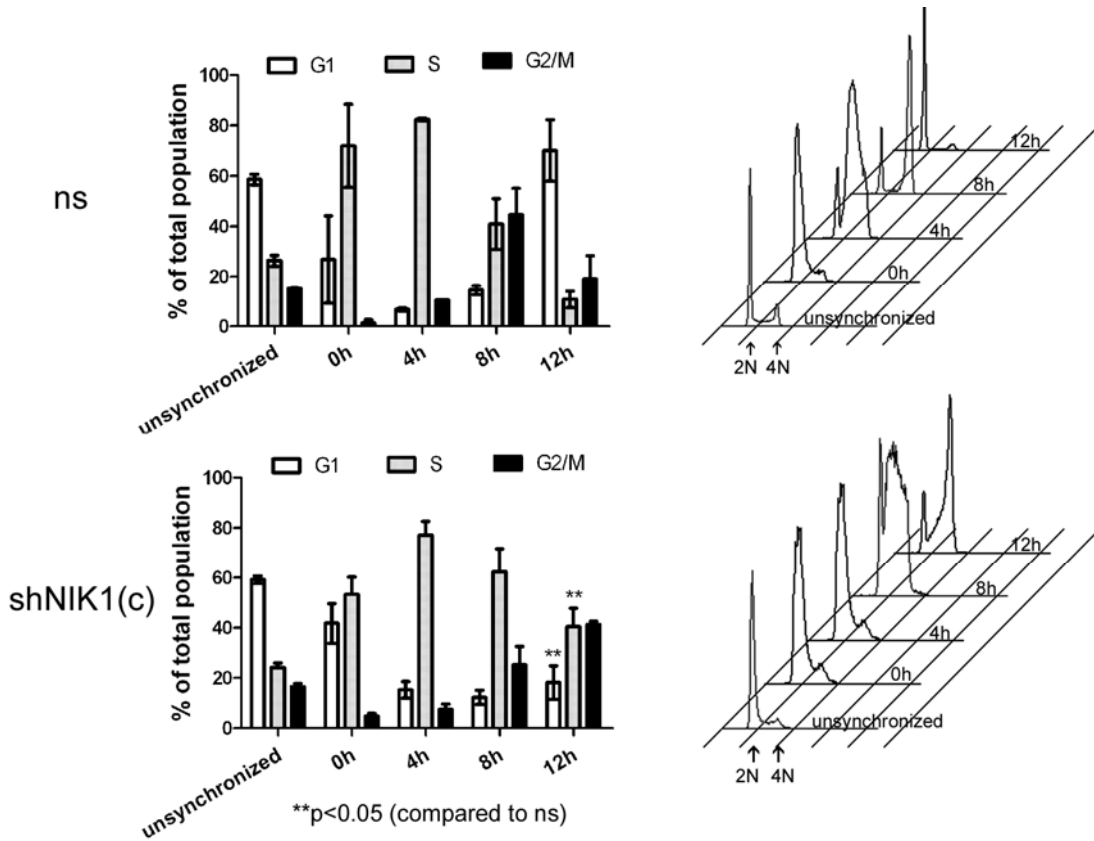 G1 S G2/M
ns
% of total population
100
80
60
40
20
0
unsynchronized 0h 4h 8h 12h
12h
8h
4h
0h
unsynchronized
2N 4N
G1 S G2/M
shNIK1(c)
% of total population
100
80
60
40
20
0
** **
unsynchronized 0h 4h 8h 12h
**p<0.05 (compared to ns)
12h
8h
4h
0h
unsynchronized
2N 4N